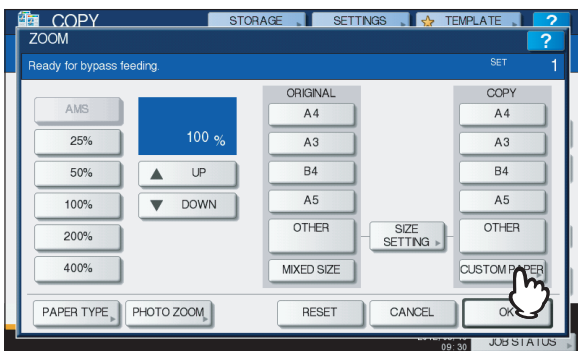 COPY
STORAGE
SETTINGS
TEMPLATE
?
ZOOM
?
Ready for bypass feeding.
SET 1
ORIGINAL
COPY
AMS
100 %
A4
A4
25%
A3
A3
50%
UP
B4
B4
100%
DOWN
A5
A5
200%
OTHER
SIZE SETTING
OTHER
400%
MIXED SIZE
CUSTOM PAPER
PAPER TYPE
PHOTO ZOOM
RESET
CANCEL
OK
09:30
JOB STATUS